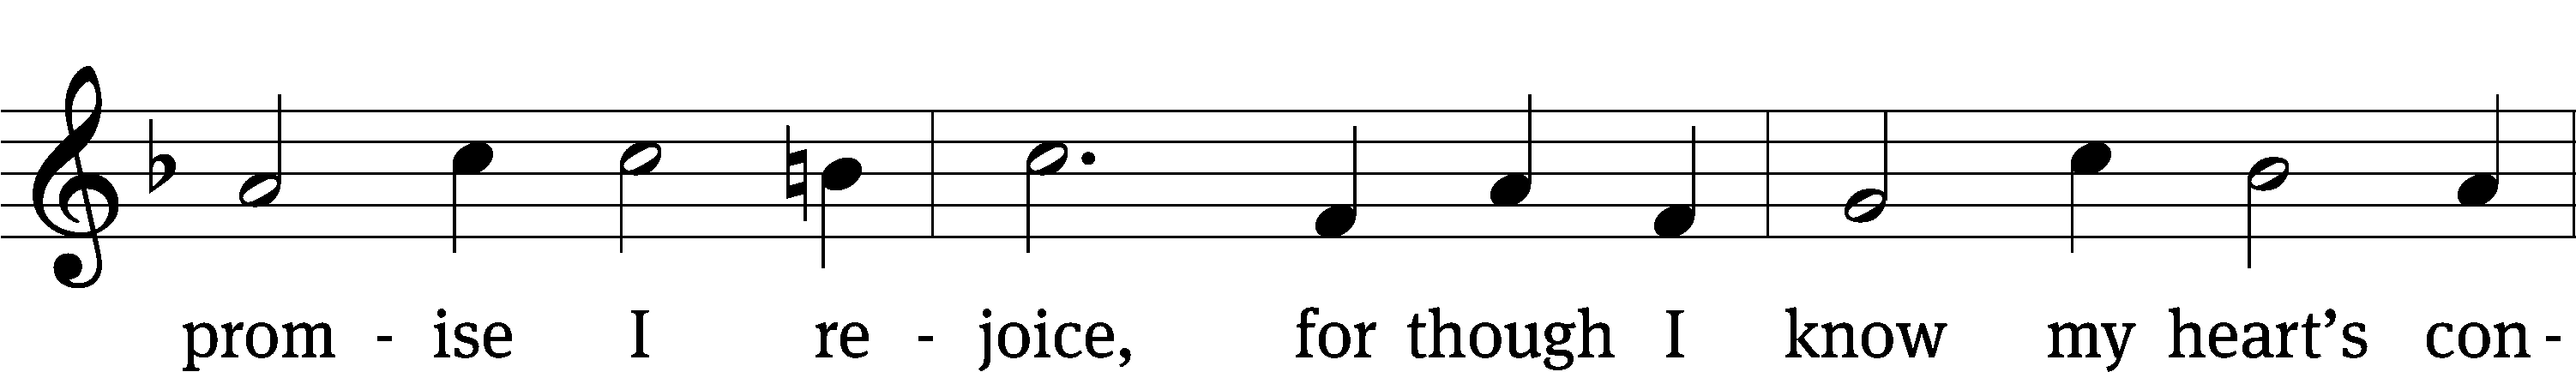 prom - ise I re - joice, for though I know my heart’s con -